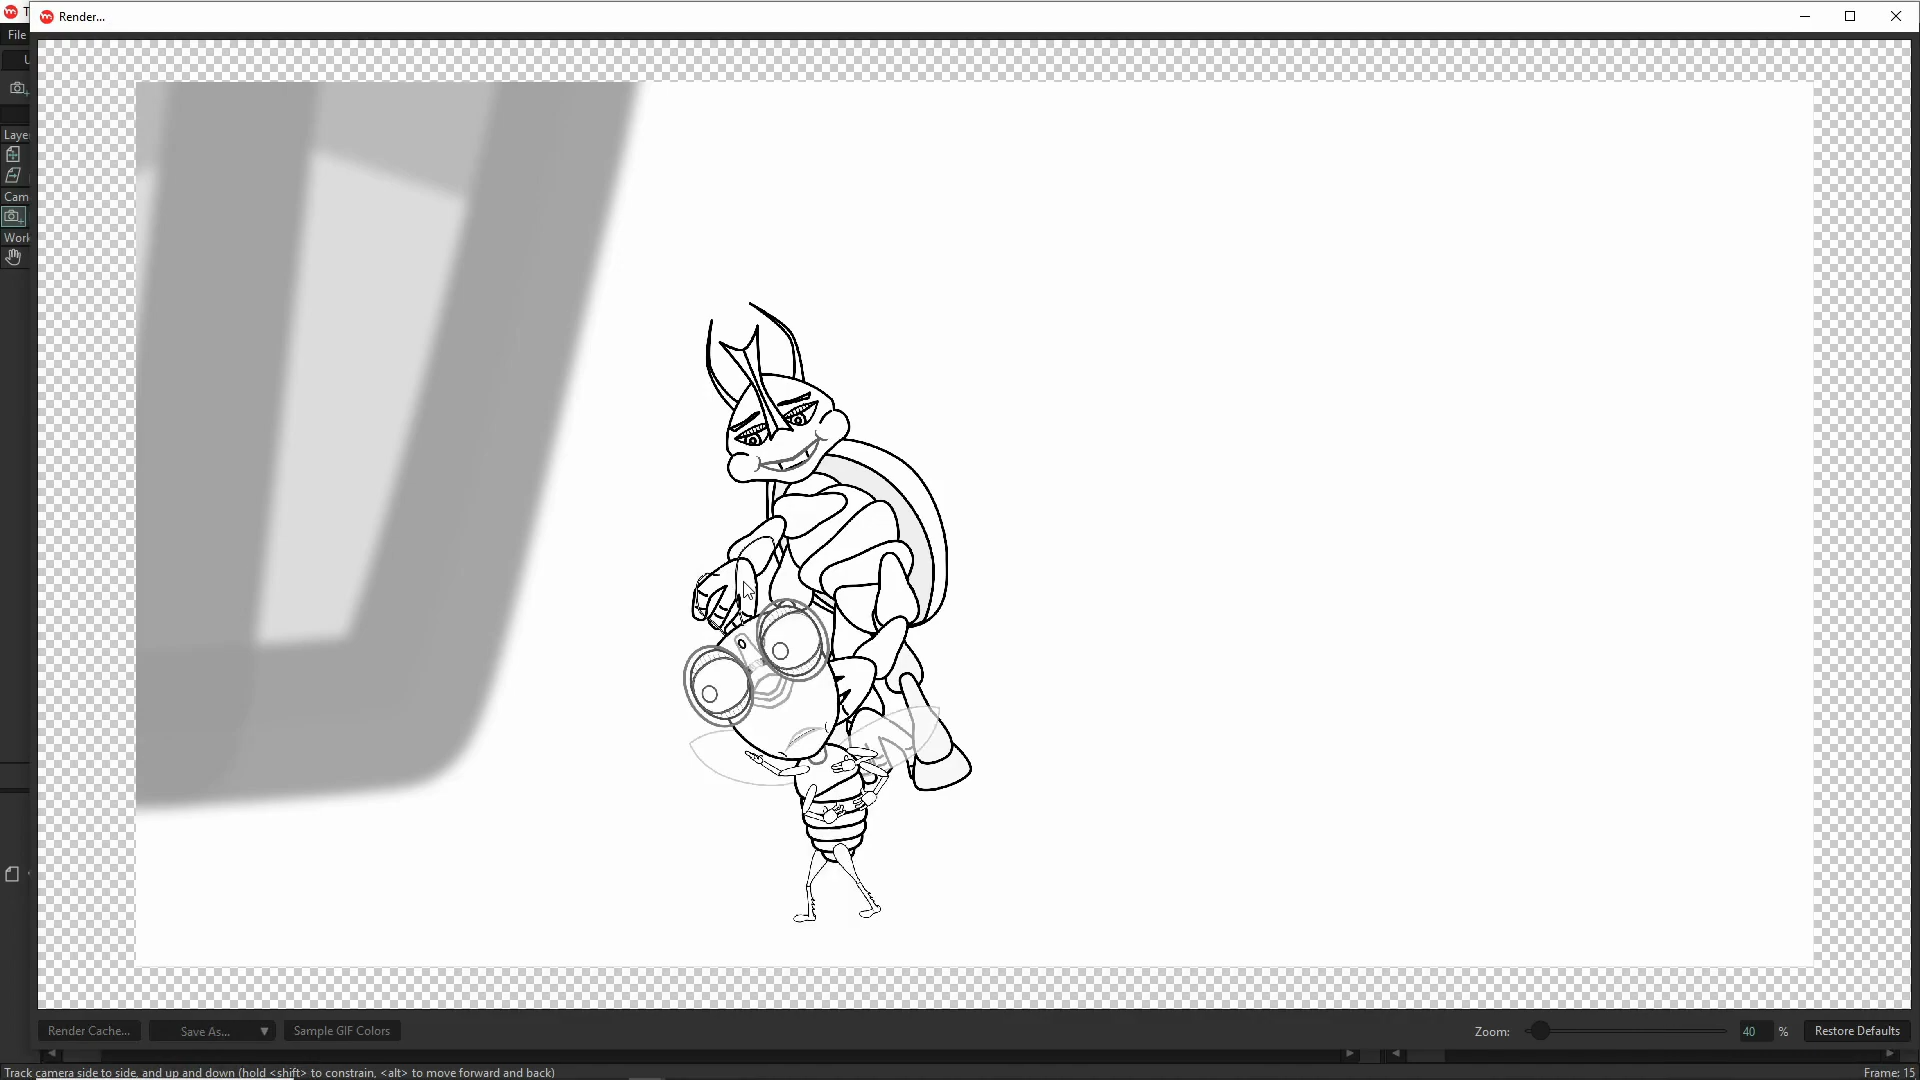 Render...
File
Laye
Cam
Work
Render Cache...
Save As...
Sample GIF Colors
Zoom:
40
%
Restore Defaults
Track camera side to side, and up and down (hold <shift> to constrain, <alt> to move forward and back)
Frame: 15